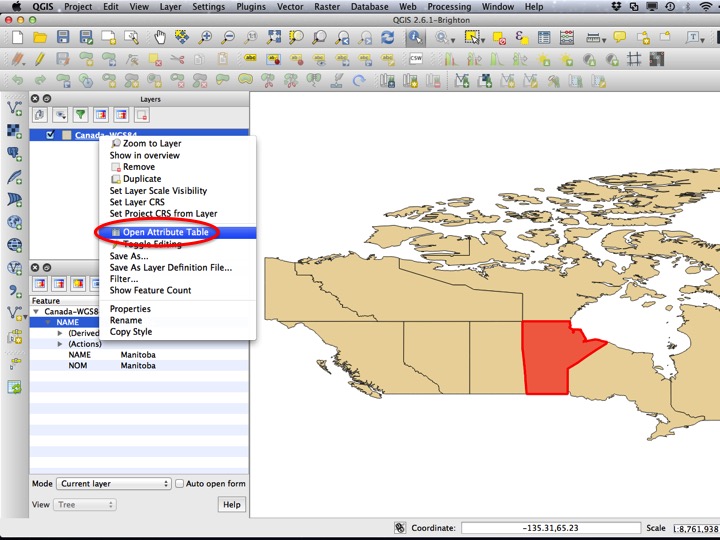 QGIS Project Edit View Layer Settings Plugins Vector Raster Database Web Processing Window Help
QGIS 2.6.1-Brighton
CSW
Layers
Canada-WGS84
Zoom to Layer
Show in overview
Remove
Duplicate
Set Layer Scale Visibility
Set Layer CRS
Set Project CRS from Layer
Open Attribute Table
Toggle Editing
Save As...
Save As Layer Definition File...
Filter...
Show Feature Count
Properties
Rename
Copy Style
Feature
Canada-WGS8
NAME
(Derived
(Actions)
NAME Manitoba
NOM Manitoba
Mode Current layer Auto open form
View Tree Help
Coordinate: -135.31,65.23 Scale 1:8,761,938